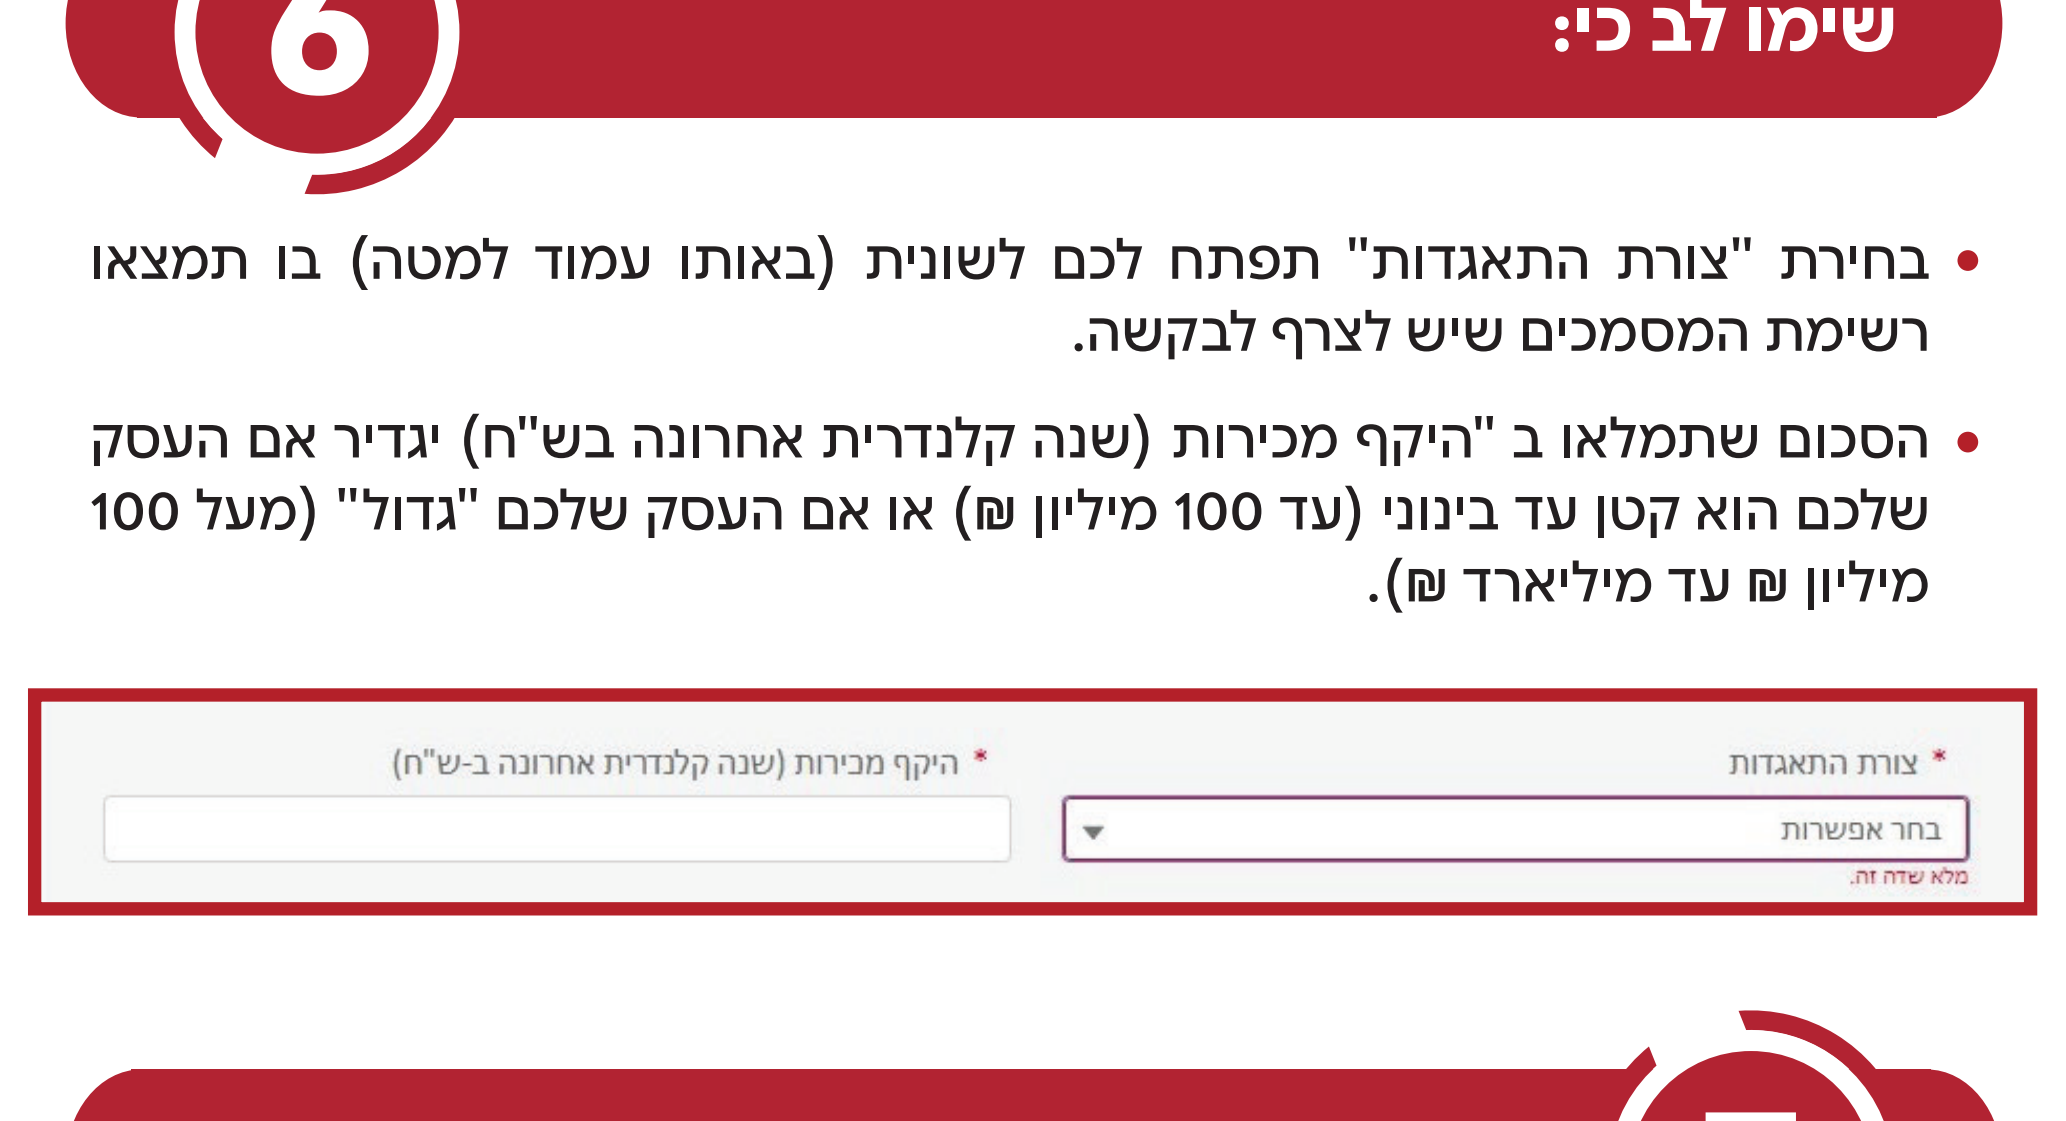 שימו לב כי:
6
• בחירת "צורת התאגדות" תפתח לכם לשונית (באותו עמוד למטה) בו תמצאו
רשימת המסמכים שיש לצרף לבקשה.
• הסכום שתמלאו ב "היקף מכירות (שנה קלנדרית אחרונה בש"ח) יגדיר אם העסק
שלכם הוא קטן עד בינוני (עד 100 מיליון ₪) או אם העסק שלכם "גדול" (מעל 100
מיליון ₪ עד מיליארד ₪).
* צורת התאגדות
* היקף מכירות (שנה קלנדרית אחרונה ב-ש"ח)
בחר אפשרות
מלא שדה זה.